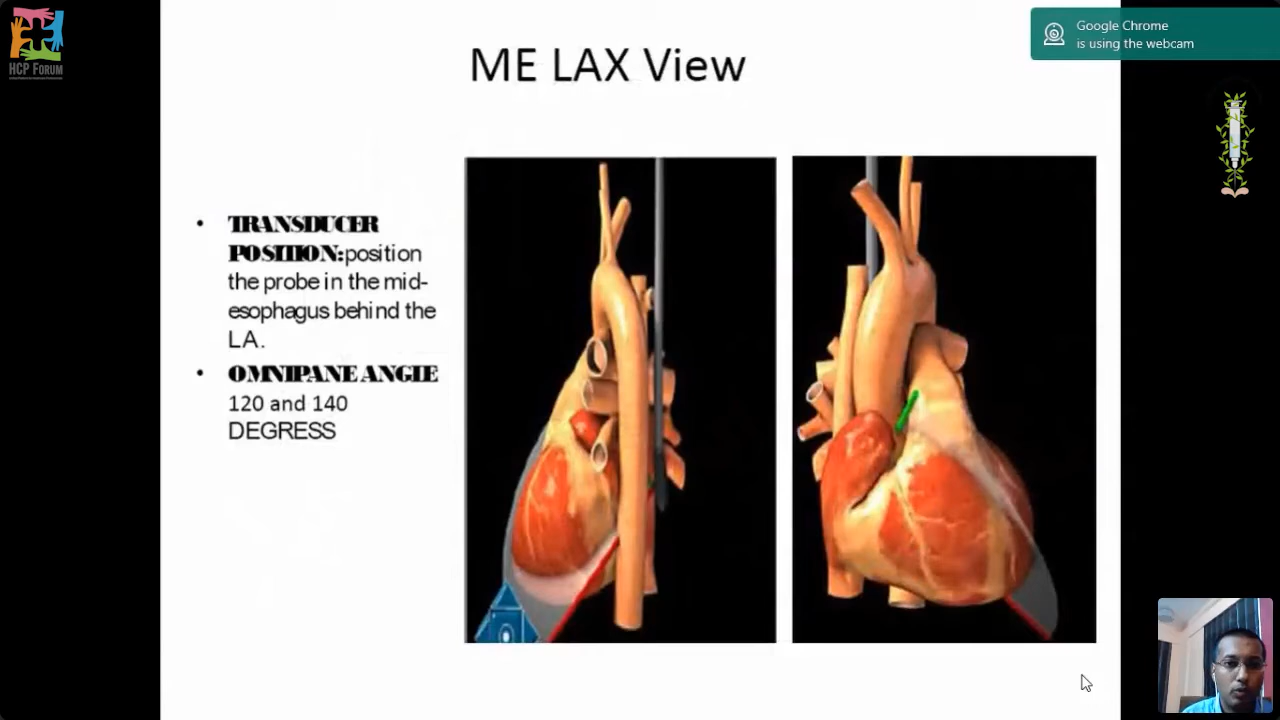 HCP FORUM
Google Chrome
is using the webcam
ME LAX View
• TRANSDUCER
POSITION:position
the probe in the mid-
esophagus behind the
LA.
• OMNIPANE ANGIE
120 and 140
DEGRESS